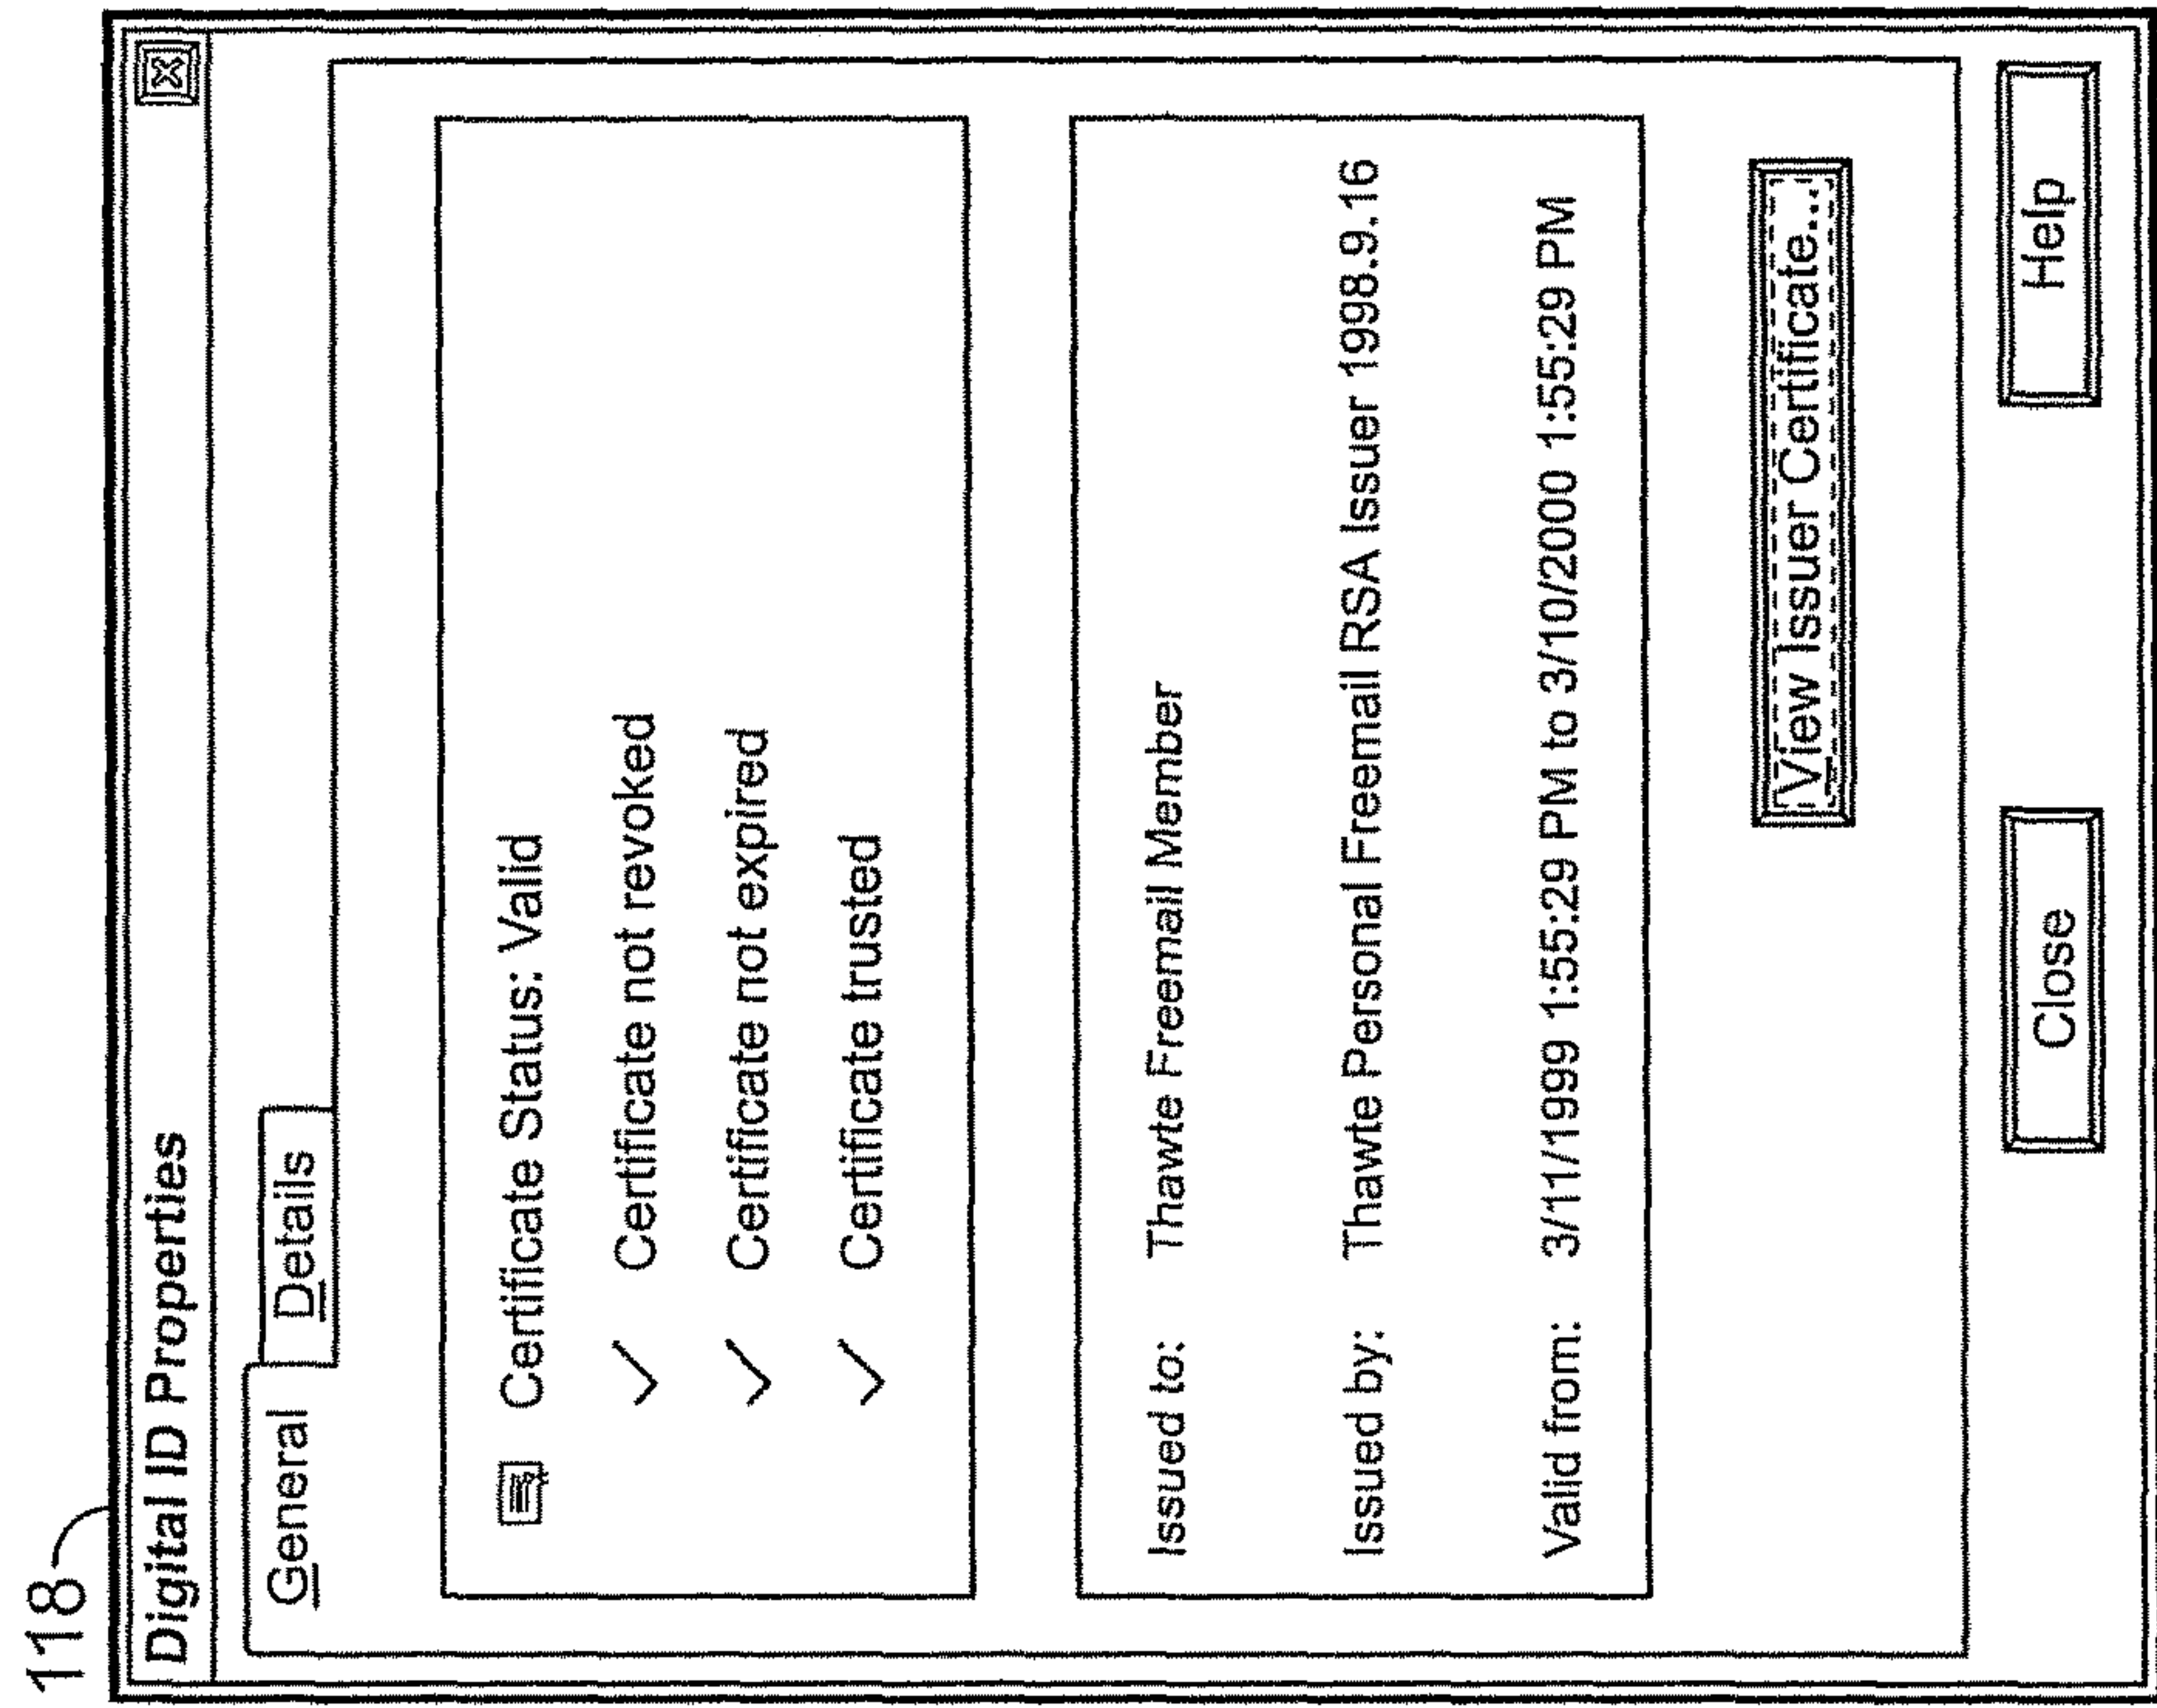 118
Digital ID Properties
General Details
Certificate Status: Valid
Certificate not revoked
Certificate not expired
Certificate trusted
Issued to: Thawte Freemail Member
Issued by: Thawte Personal Freemail RSA Issuer 1998.9.16
Valid from: 3/11/1999 1:55:29 PM to 3/10/2000 1:55:29 PM
View Issuer Certificate...
Close Help